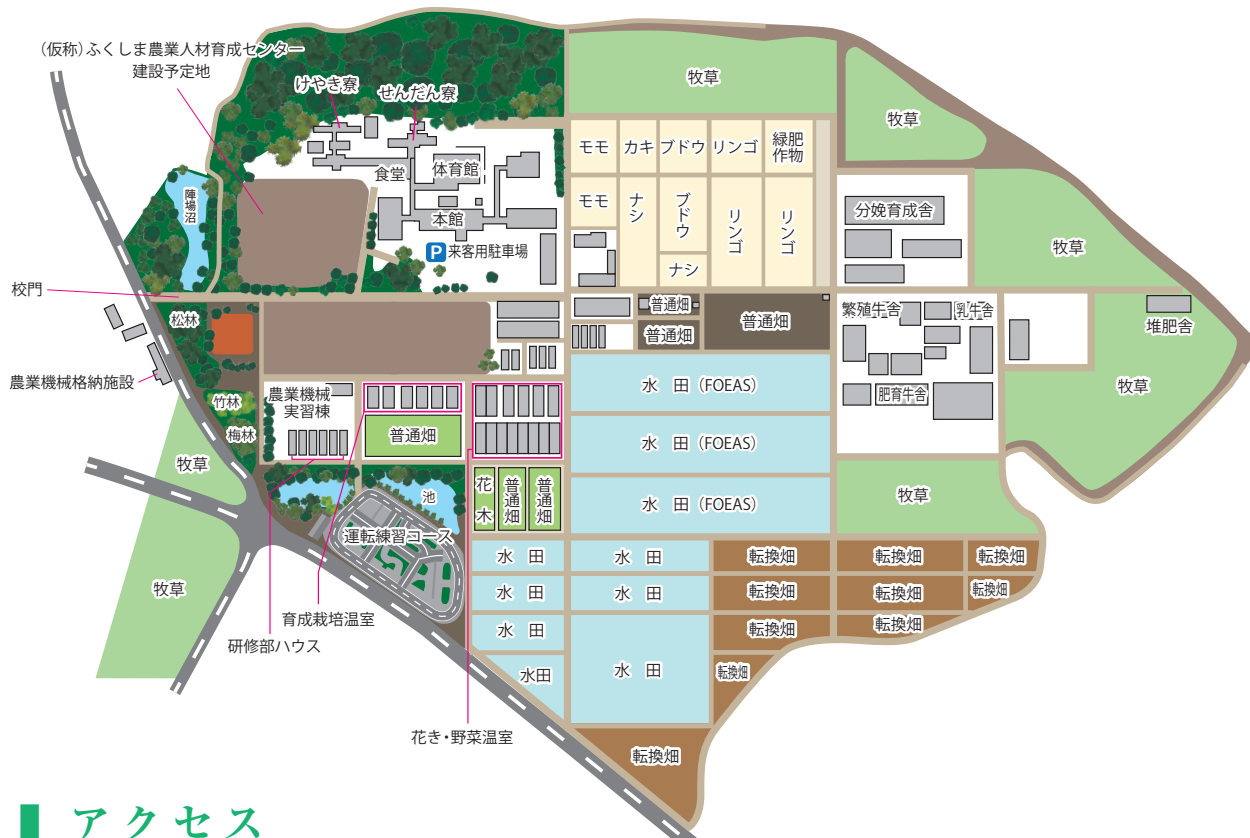 (仮称)ふくしま農業人材育成センター
建設予定地
けやき寮
せんだん寮
食堂
体育館
本館
P 来客用駐車場
陣場沼
校門
松林
農業機械格納施設
竹林
梅林
農業機械
実習棟
牧草
牧草
普通畑
池
運転練習コース
育成栽培温室
研修部ハウス
花き・野菜温室
花木
普通畑
普通畑
牧草
モモ
カキ
ブドウ
リンゴ
緑肥
作物
モモ
ナシ
ブドウ
ナシ
リンゴ
リンゴ
普通畑
普通畑
普通畑
水 田 (FOEAS)
水 田 (FOEAS)
水 田 (FOEAS)
牧草
牧草
分娩育成舎
繁殖牛舎
乳牛舎
肥育牛舎
堆肥舎
牧草
牧草
水 田
水 田
転換畑
転換畑
転換畑
水 田
水 田
転換畑
転換畑
転換畑
水 田
水 田
転換畑
転換畑
水田
転換畑
転換畑
アクセス